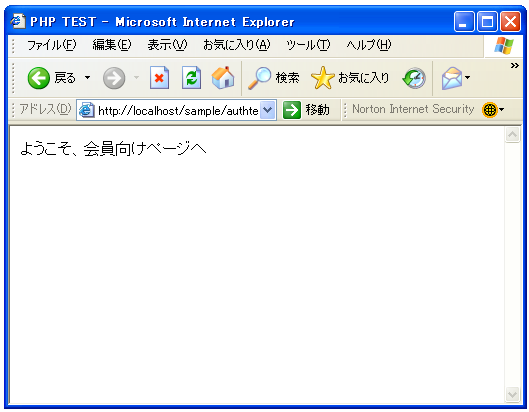 PHP TEST - Microsoft Internet Explorer
ファイル(F) 編集(E) 表示(V) お気に入り(A) ツール(T) ヘルプ(H)
戻る 検索 お気に入り »
アドレス(D) http://localhost/sample/authte 移動 Norton Internet Security
ようこそ、会員向けページへ